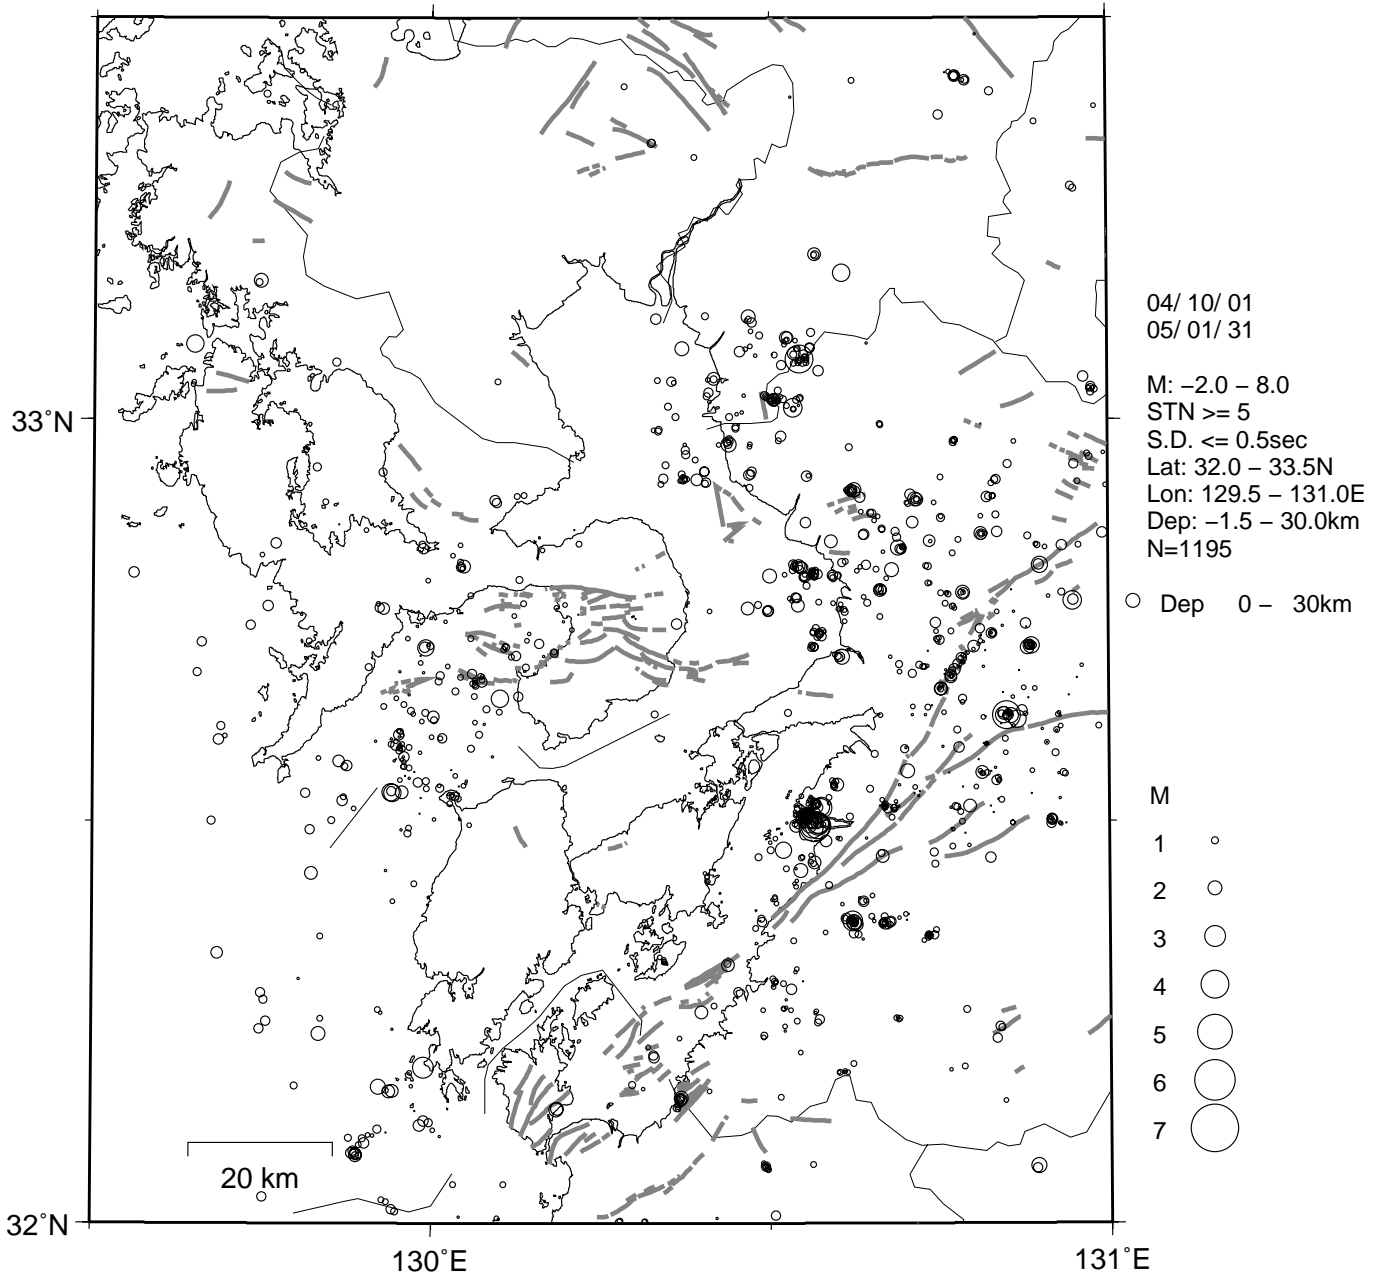 04/ 10/ 01
05/ 01/ 31
M: −2.0 − 8.0
STN >= 5
S.D. <= 0.5sec
Lat: 32.0 − 33.5N
Lon: 129.5 − 131.0E
Dep: −1.5 − 30.0km
N=1195
Dep 0 − 30km
M
1
2
3
4
5
6
7
33˚N
20 km
32˚N
130˚E
131˚E